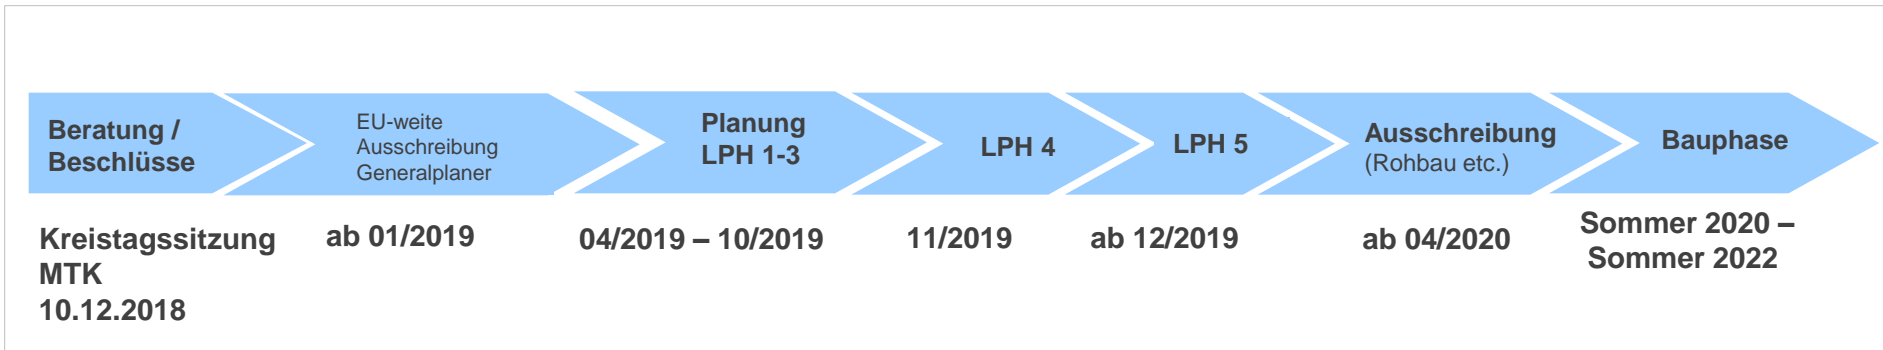 Beratung /
Beschlüsse
EU-weite
Ausschreibung
Generalplaner
Planung
LPH 1-3
LPH 4
LPH 5
Ausschreibung
(Rohbau etc.)
Bauphase
Kreistagssitzung
MTK
10.12.2018
ab 01/2019
04/2019 – 10/2019
11/2019
ab 12/2019
ab 04/2020
Sommer 2020 –
Sommer 2022